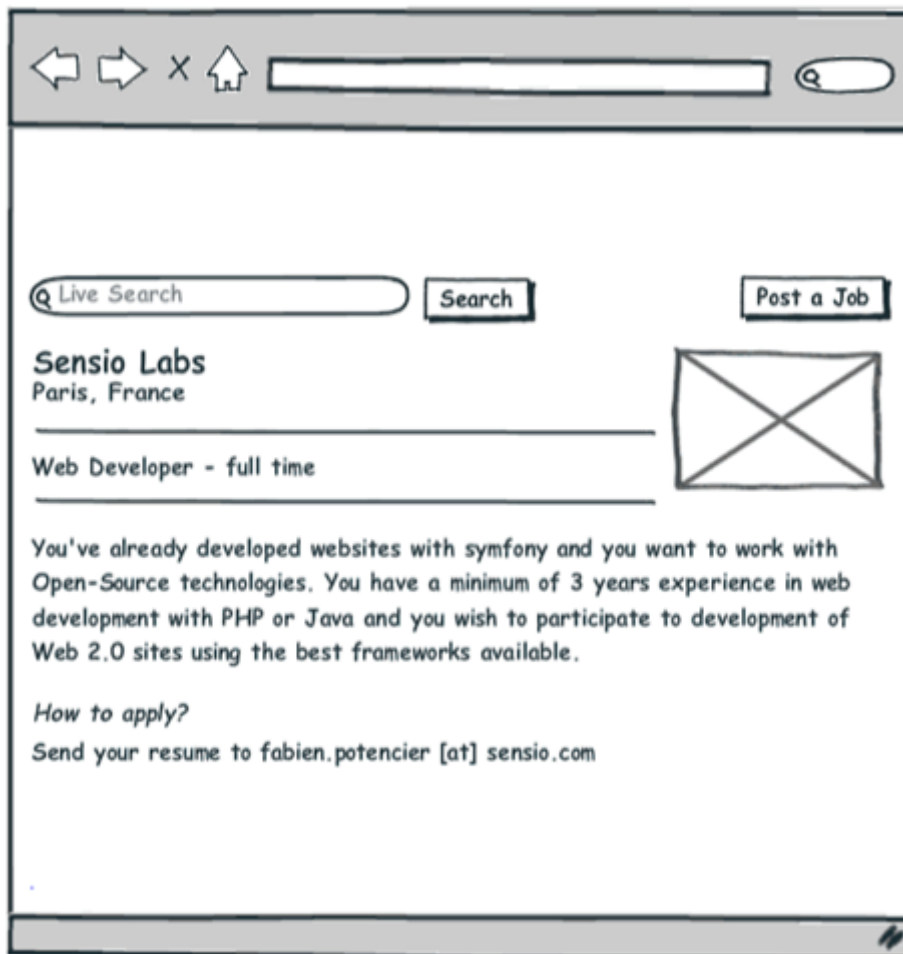 Live Search
Search
Post a Job
Sensio Labs
Paris, France
Web Developer - full time
You've already developed websites with symfony and you want to work with
Open-Source technologies. You have a minimum of 3 years experience in web
development with PHP or Java and you wish to participate to development of
Web 2.0 sites using the best frameworks available.
How to apply?
Send your resume to fabien.potencier [at] sensio.com